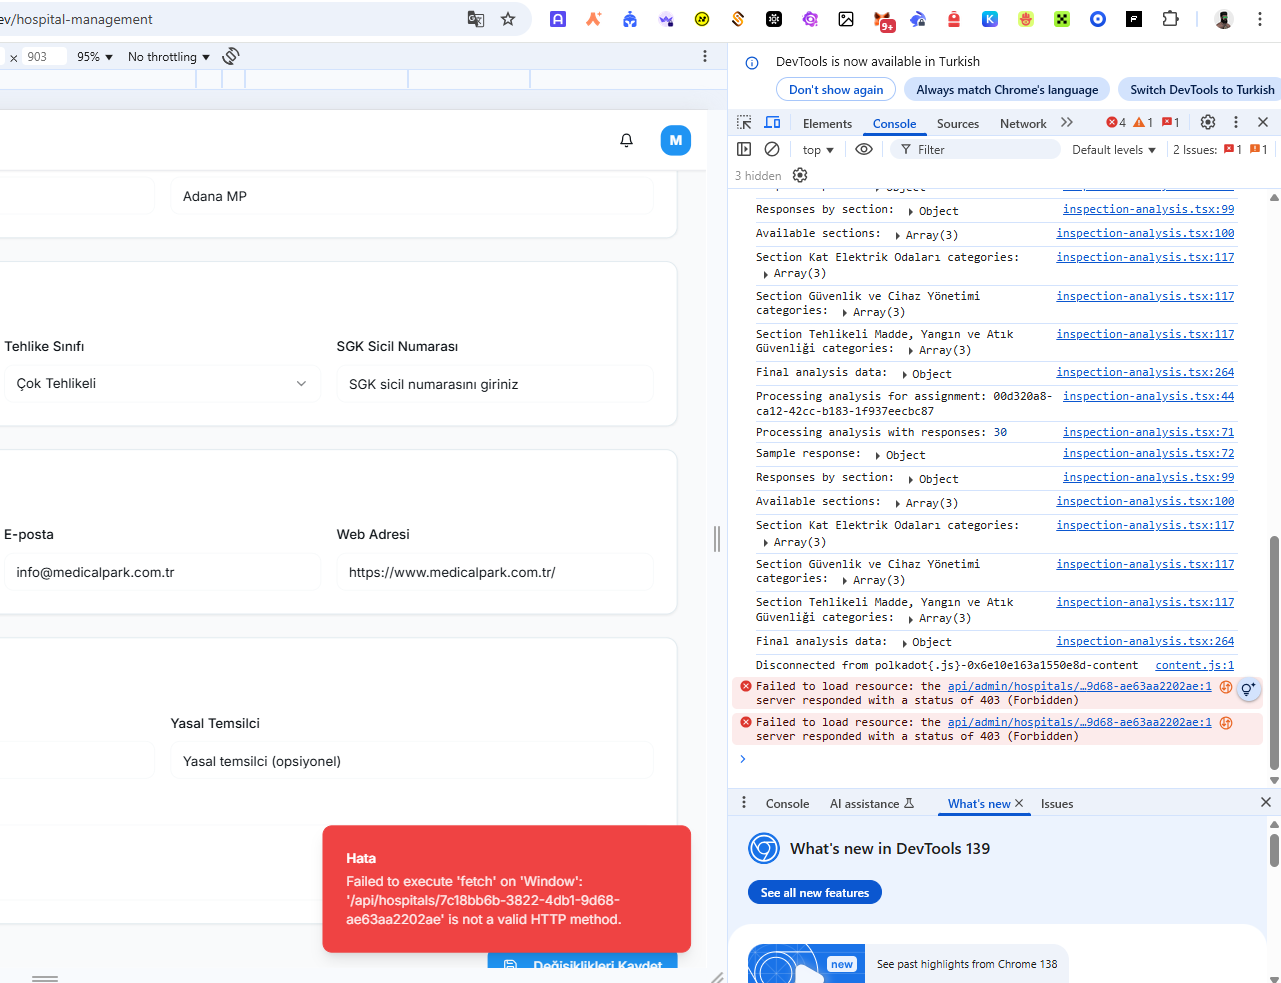 ev/hospital-management
9+
×
903
95%
No throttling
M
Adana MP
Tehlike Sınıfı
SGK Sicil Numarası
Çok Tehlikeli
SGK sicil numarasını giriniz
E-posta
Web Adresi
info@medicalpark.com.tr
https://www.medicalpark.com.tr/
Yasal Temsilci
Yasal temsilci (opsiyonel)
Hata
Failed to execute 'fetch' on 'Window':
'/api/hospitals/7c18bb6b-3822-4db1-9d68-
ae63aa2202ae' is not a valid HTTP method.
Değişiklikleri Kaydet
DevTools is now available in Turkish
Don't show again
Always match Chrome's language
Switch DevTools to Turkish
Elements
Console
Sources
Network
4
1
1
top
Filter
Default levels
2 Issues:
1
1
3 hidden
Object
Responses by section: Object inspection-analysis.tsx:99
Available sections: Array(3) inspection-analysis.tsx:100
Section Kat Elektrik Odaları categories: inspection-analysis.tsx:117
Array(3)
Section Güvenlik ve Cihaz Yönetimi inspection-analysis.tsx:117
categories: Array(3)
Section Tehlikeli Madde, Yangın ve Atık inspection-analysis.tsx:117
Güvenliği categories: Array(3)
Final analysis data: Object inspection-analysis.tsx:264
Processing analysis for assignment: 00d320a8- inspection-analysis.tsx:44
ca12-42cc-b183-1f937eecbc87
Processing analysis with responses: 30 inspection-analysis.tsx:71
Sample response: Object inspection-analysis.tsx:72
Responses by section: Object inspection-analysis.tsx:99
Available sections: Array(3) inspection-analysis.tsx:100
Section Kat Elektrik Odaları categories: inspection-analysis.tsx:117
Array(3)
Section Güvenlik ve Cihaz Yönetimi inspection-analysis.tsx:117
categories: Array(3)
Section Tehlikeli Madde, Yangın ve Atık inspection-analysis.tsx:117
Güvenliği categories: Array(3)
Final analysis data: Object inspection-analysis.tsx:264
Disconnected from polkadot{.js}-0x6e10e163a1550e8d-content content.js:1
Failed to load resource: the api/admin/hospitals/…9d68-ae63aa2202ae:1
server responded with a status of 403 (Forbidden)
Failed to load resource: the api/admin/hospitals/…9d68-ae63aa2202ae:1
server responded with a status of 403 (Forbidden)
Console
AI assistance
What's new
Issues
What's new in DevTools 139
See all new features
new
See past highlights from Chrome 138